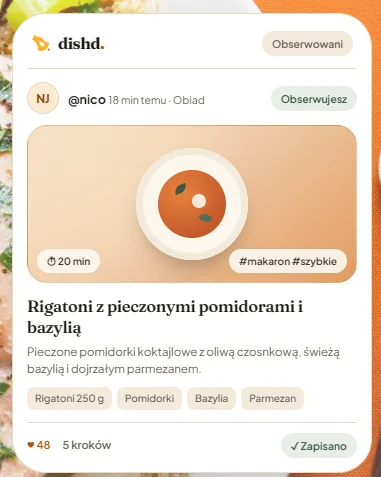 dishd.
Obserwowani
NJ
@nico 18 min temu · Obiad
Obserwujesz
⏱ 20 min
#makaron #szybkie
Rigatoni z pieczonymi pomidorami i
bazylią
Pieczone pomidorki koktajlowe z oliwą czosnkową, świeżą
bazylią i dojrzałym parmezanem.
Rigatoni 250 g
Pomidorki
Bazylia
Parmezan
♥ 48
5 kroków
✓ Zapisano